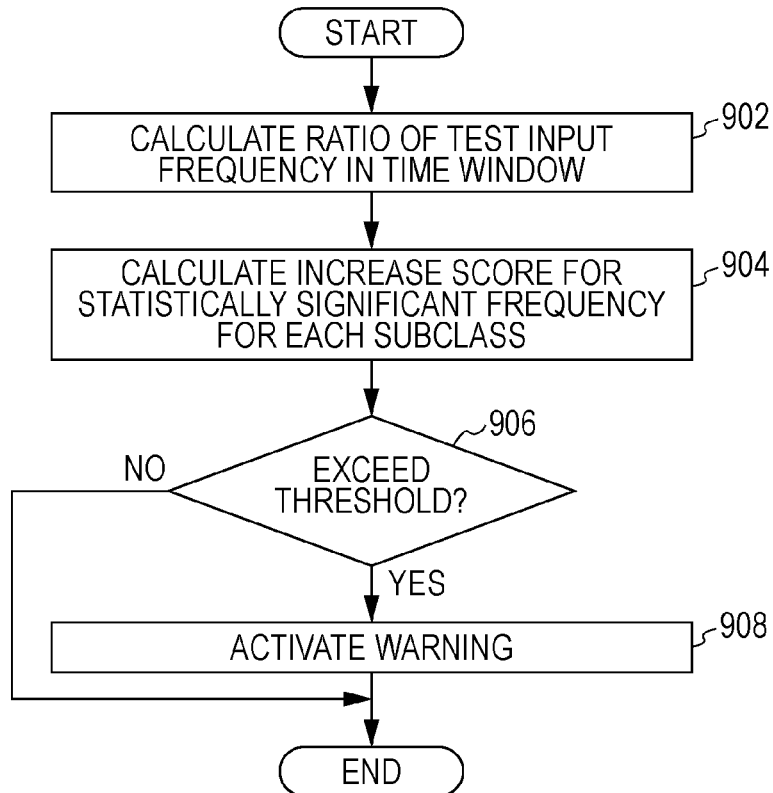 START
CALCULATE RATIO OF TEST INPUT
FREQUENCY IN TIME WINDOW
902
CALCULATE INCREASE SCORE FOR
STATISTICALLY SIGNIFICANT FREQUENCY
FOR EACH SUBCLASS
904
906
NO
EXCEED
THRESHOLD?
YES
ACTIVATE WARNING
908
END